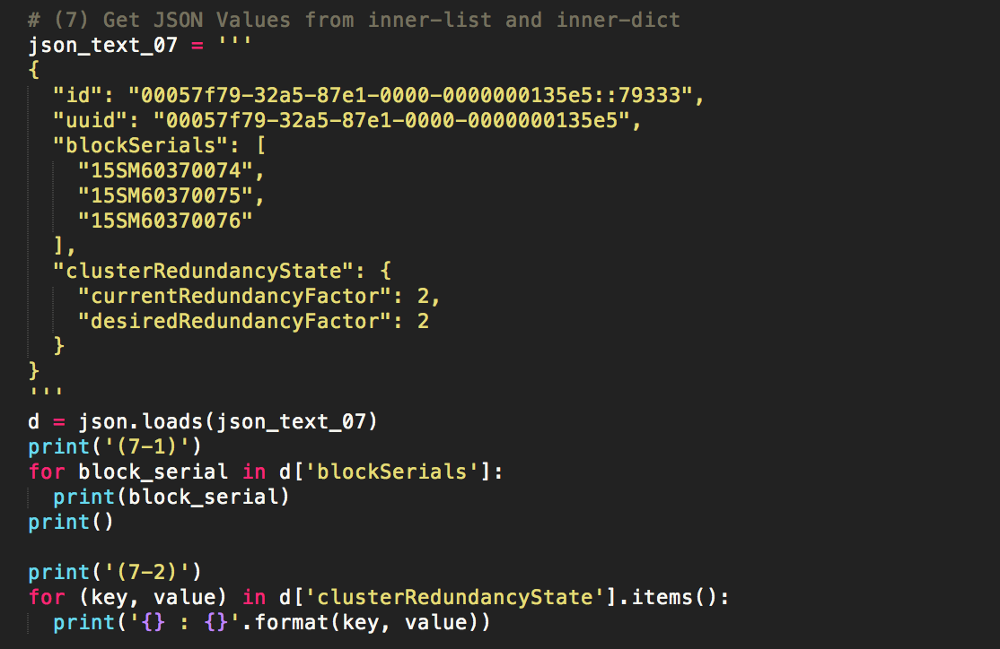 # (7) Get JSON Values from inner-list and inner-dict
json_text_07 = '''
{
  "id": "00057f79-32a5-87e1-0000-0000000135e5::79333",
  "uuid": "00057f79-32a5-87e1-0000-0000000135e5",
  "blockSerials": [
    "15SM60370074",
    "15SM60370075",
    "15SM60370076"
  ],
  "clusterRedundancyState": {
    "currentRedundancyFactor": 2,
    "desiredRedundancyFactor": 2
  }
}
'''
d = json.loads(json_text_07)
print('(7-1)')
for block_serial in d['blockSerials']:
  print(block_serial)
print()

print('(7-2)')
for (key, value) in d['clusterRedundancyState'].items():
  print('{} : {}'.format(key, value))